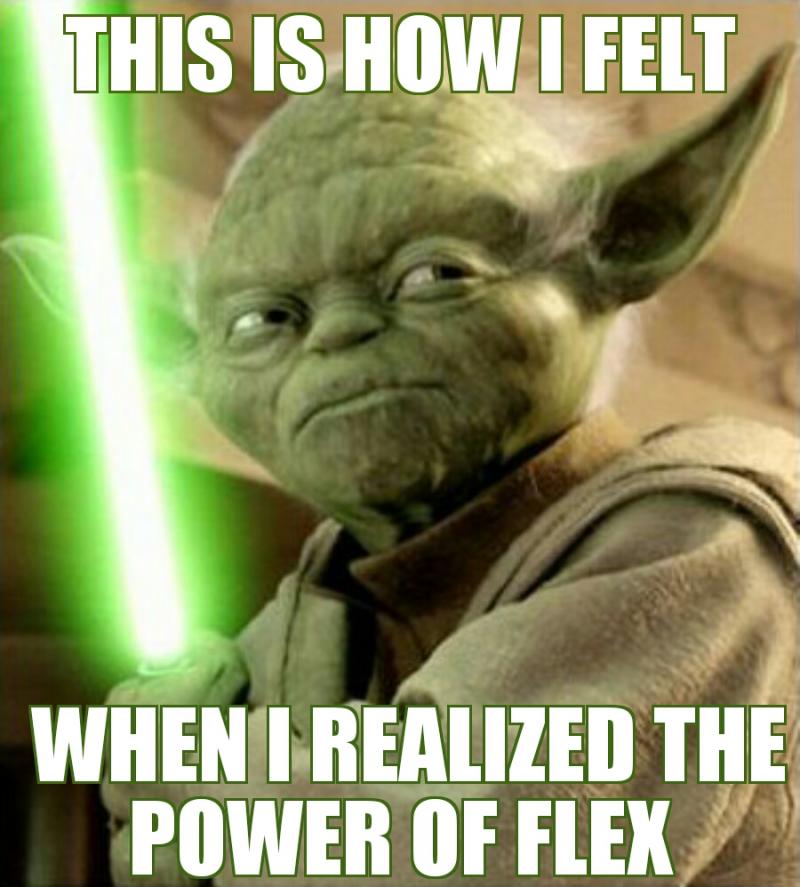 THIS IS HOW I FELT
WHEN I REALIZED THE
POWER OF FLEX